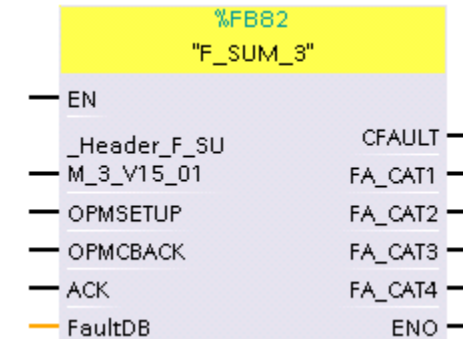 %FB82
"F_SUM_3"
EN
_Header_F_SU
M_3_V15_01
CFAULT
FA_CAT1
OPMSETUP
FA_CAT2
OPMCBACK
FA_CAT3
ACK
FA_CAT4
FaultDB
ENO